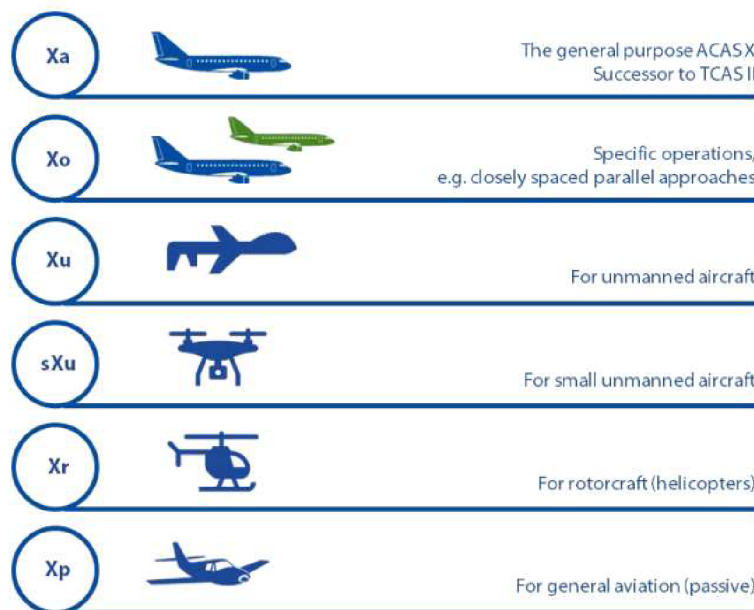 Xa
The general purpose ACAS X
Successor to TCAS II
Xo
Specific operations,
e.g. closely spaced parallel approaches
Xu
For unmanned aircraft
sXu
For small unmanned aircraft
Xr
For rotorcraft (helicopters)
Xp
For general aviation (passive)